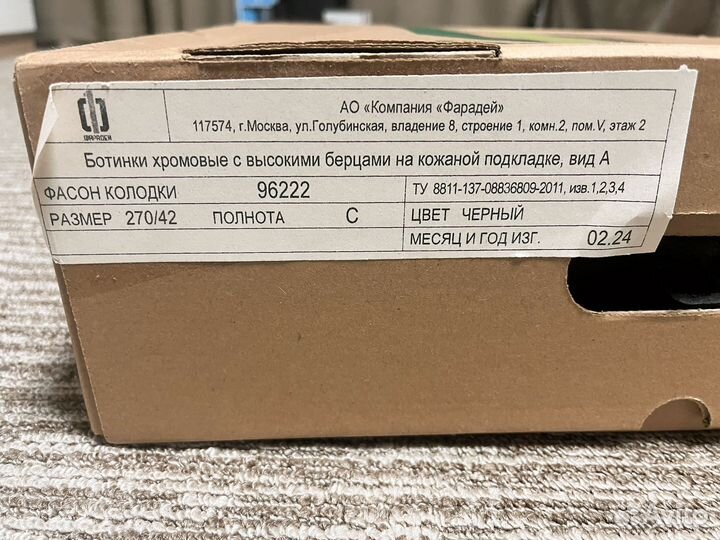 ФАРАДЕЙ
АО «Компания «Фарадей»
117574, г.Москва, ул.Голубинская, владение 8, строение 1, комн.2, пом.V, этаж 2
Ботинки хромовые с высокими берцами на кожаной подкладке, вид А
ФАСОН КОЛОДКИ 96222
ТУ 8811-137-08836809-2011, изв.1,2,3,4
РАЗМЕР 270/42 ПОЛНОТА С
ЦВЕТ ЧЕРНЫЙ
МЕСЯЦ И ГОД ИЗГ. 02.24